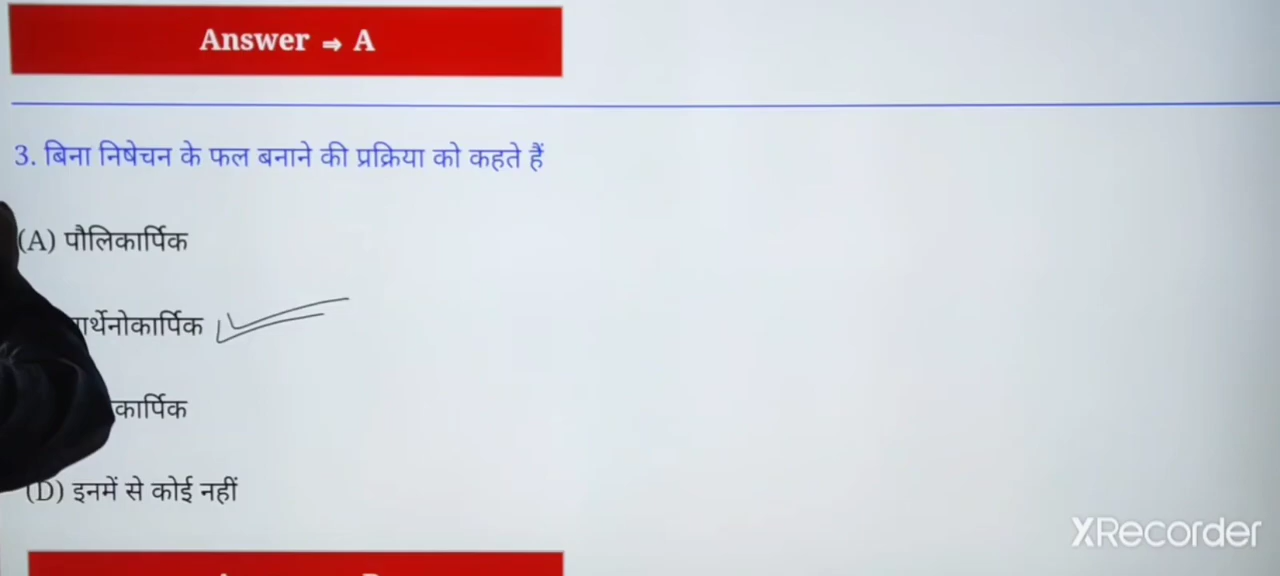 Answer ⇒ A
3. बिना निषेचन के फल बनाने की प्रक्रिया को कहते हैं
(A) पौलिकार्पिक
(D) इनमें से कोई नहीं
XRecorder